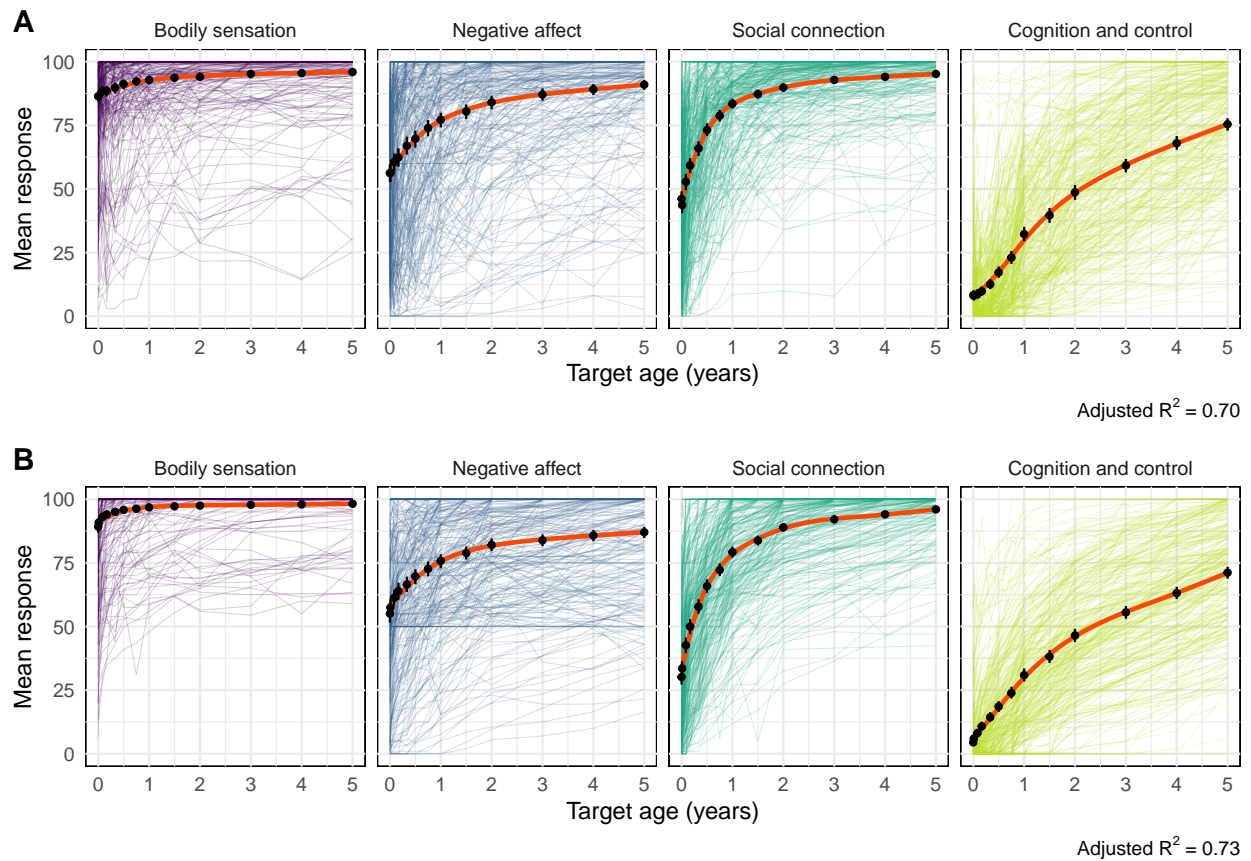 A
Bodily sensation Negative affect Social connection Cognition and control
100
75
50
25
0
Mean response
0 1 2 3 4 5 0 1 2 3 4 5 0 1 2 3 4 5 0 1 2 3 4 5
Target age (years)
Adjusted R² = 0.70
B
Bodily sensation Negative affect Social connection Cognition and control
100
75
50
25
0
Mean response
0 1 2 3 4 5 0 1 2 3 4 5 0 1 2 3 4 5 0 1 2 3 4 5
Target age (years)
Adjusted R² = 0.73